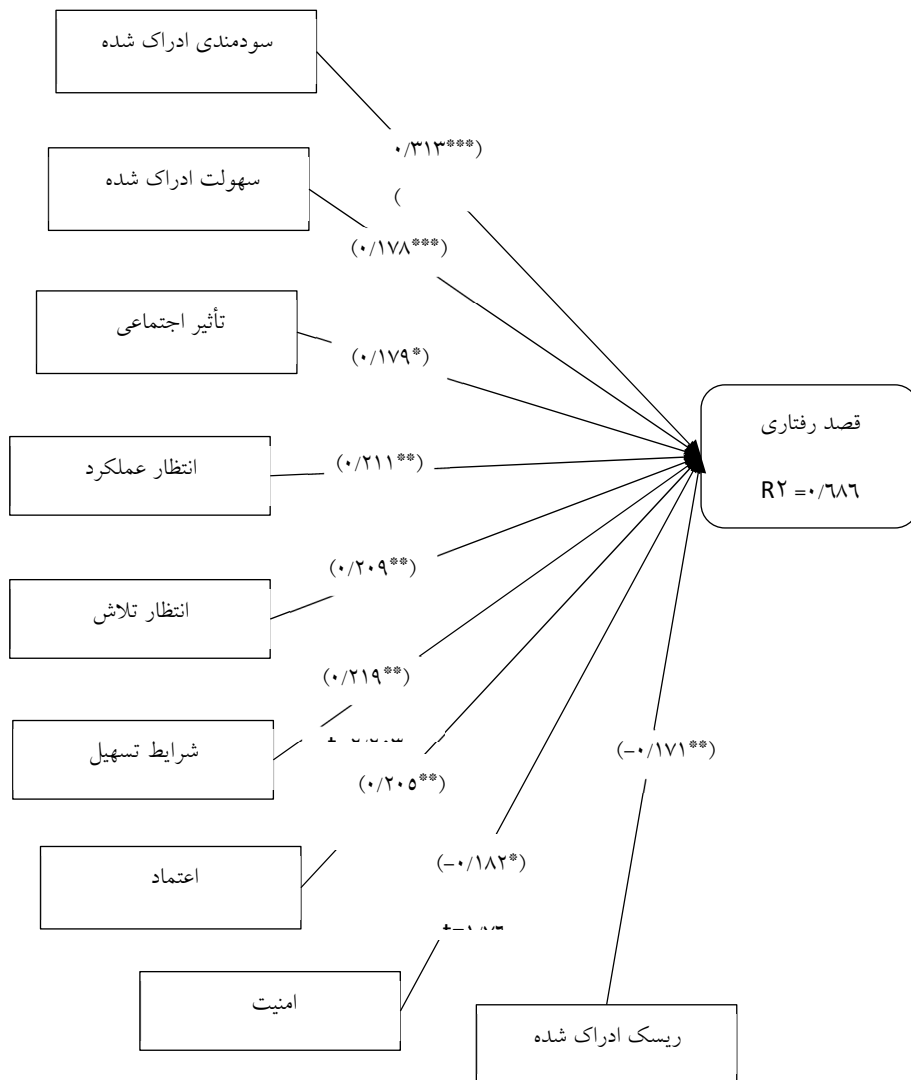 سودمندی ادراک شده
۰/۳۱۳***)
(
سهولت ادراک شده
(۰/۱۷۸***)
تأثیر اجتماعی
(۰/۱۷۹*)
قصد رفتاری
R۲ =۰/٦۸٦
انتظار عملکرد
(۰/۲۱۱**)
انتظار تلاش
(۰/۲۰۹**)
(۰/۲۱۹**)
شرایط تسهیل
(-۰/۱۷۱**)
(۰/۲۰۵**)
اعتماد
(-۰/۱۸۲*)
امنیت
ریسک ادراک شده